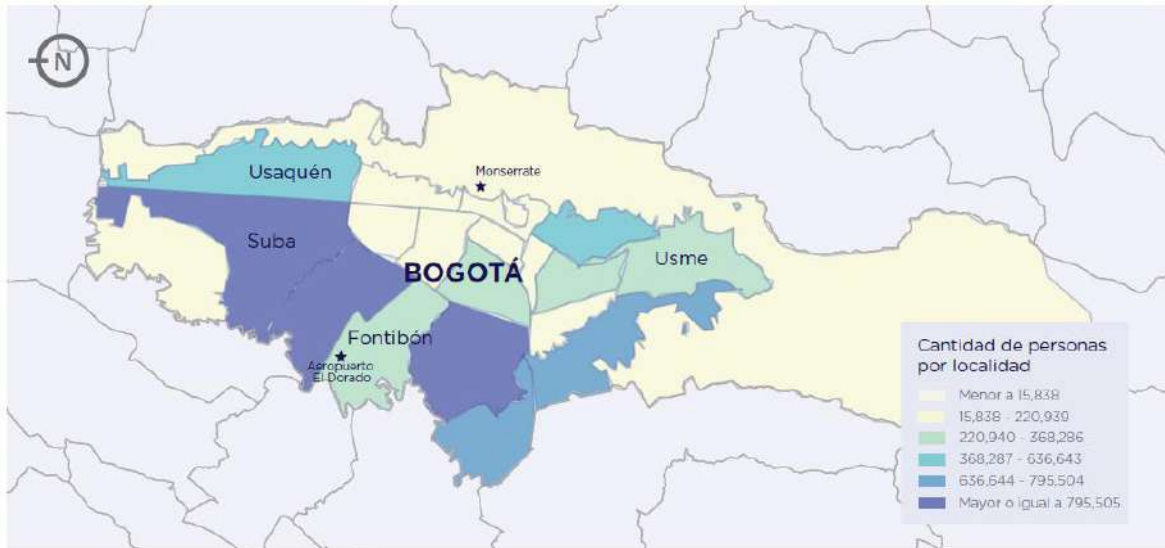 N
Usaquén
Monserrate
Suba
BOGOTÁ
Usme
Fontibón
Aeropuerto
El Dorado
Cantidad de personas
por localidad
Menor a 15,838
15,838 - 220,939
220,940 - 368,286
368,287 - 636,643
636,644 - 795,504
Mayor o igual a 795,505